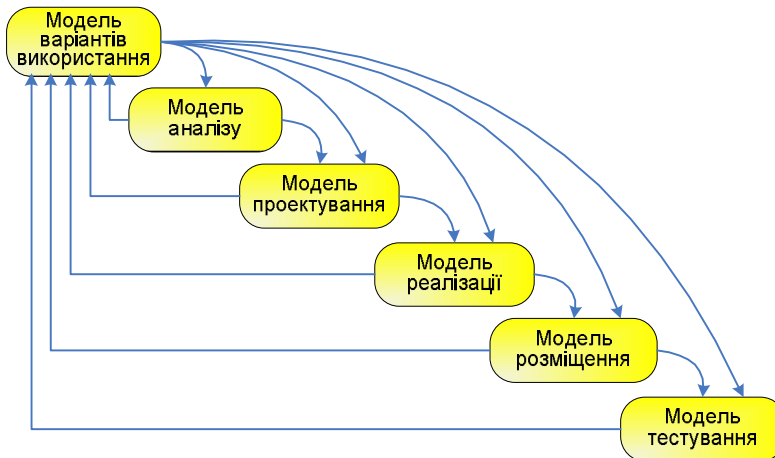 Модель
варіантів
використання
Модель
аналізу
Модель
проектування
Модель
реалізації
Модель
розміщення
Модель
тестування